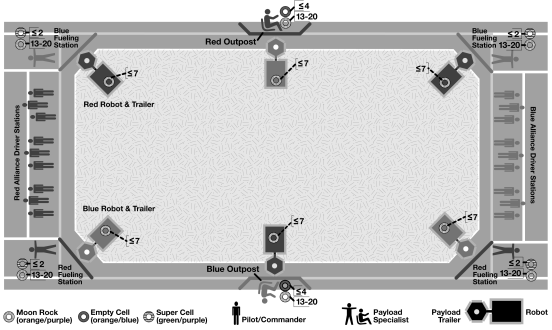 ≤4
13-20
≤ 2
13-20
Blue
Fueling
Station
Red Outpost
Blue
Fueling
Station
≤ 2
13-20
≤7
≤7
≤7
Red Robot & Trailer
Red Alliance Driver Stations
Blue Alliance Driver Stations
Blue Robot & Trailer
≤7
≤7
≤7
≤ 2
13-20
Red
Fueling
Station
Blue Outpost
≤4
13-20
Red
Fueling
Station
≤ 2
13-20
Moon Rock
(orange/purple)
Empty Cell
(orange/blue)
Super Cell
(green/purple)
Pilot/Commander
Payload
Specialist
Payload
Trailer
Robot